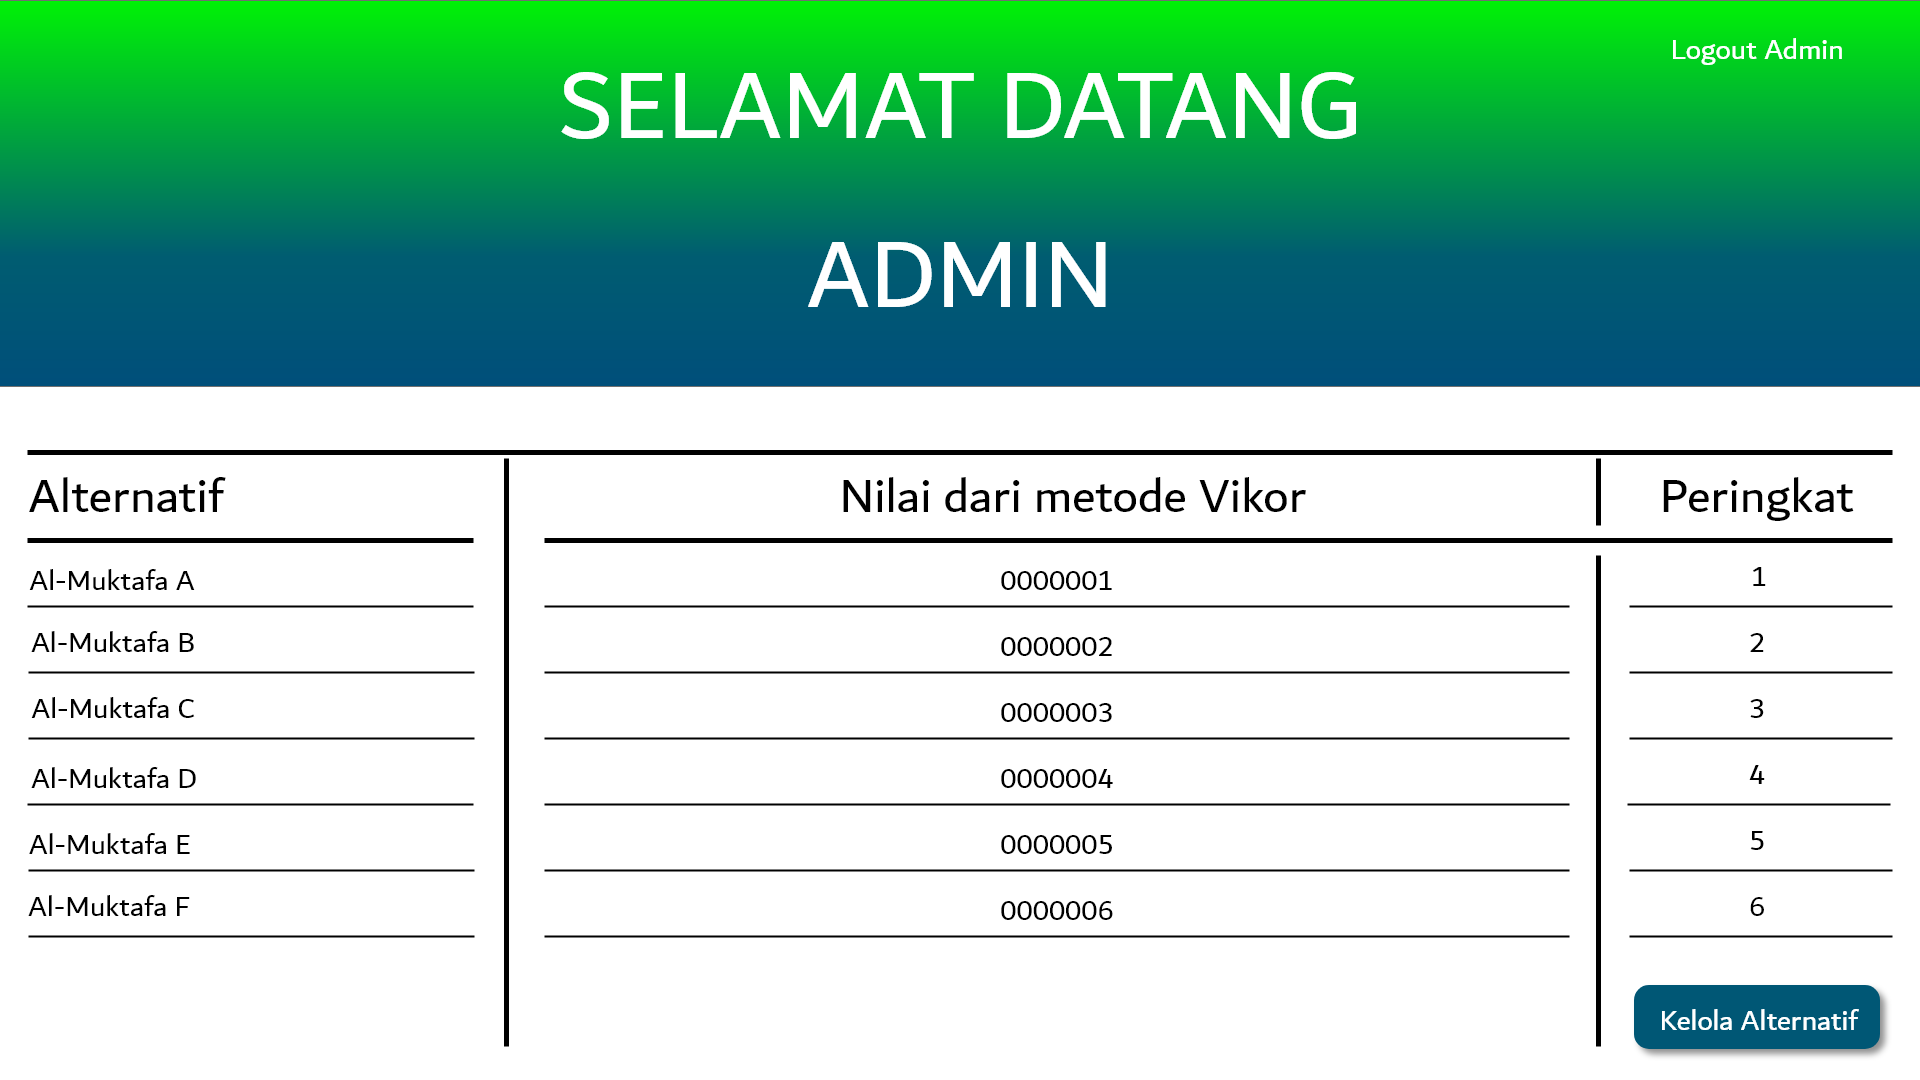 Logout Admin
SELAMAT DATANG
ADMIN
Alternatif Nilai dari metode Vikor Peringkat
Al-Muktafa A 0000001 1
Al-Muktafa B 0000002 2
Al-Muktafa C 0000003 3
Al-Muktafa D 0000004 4
Al-Muktafa E 0000005 5
Al-Muktafa F 0000006 6
Kelola Alternatif